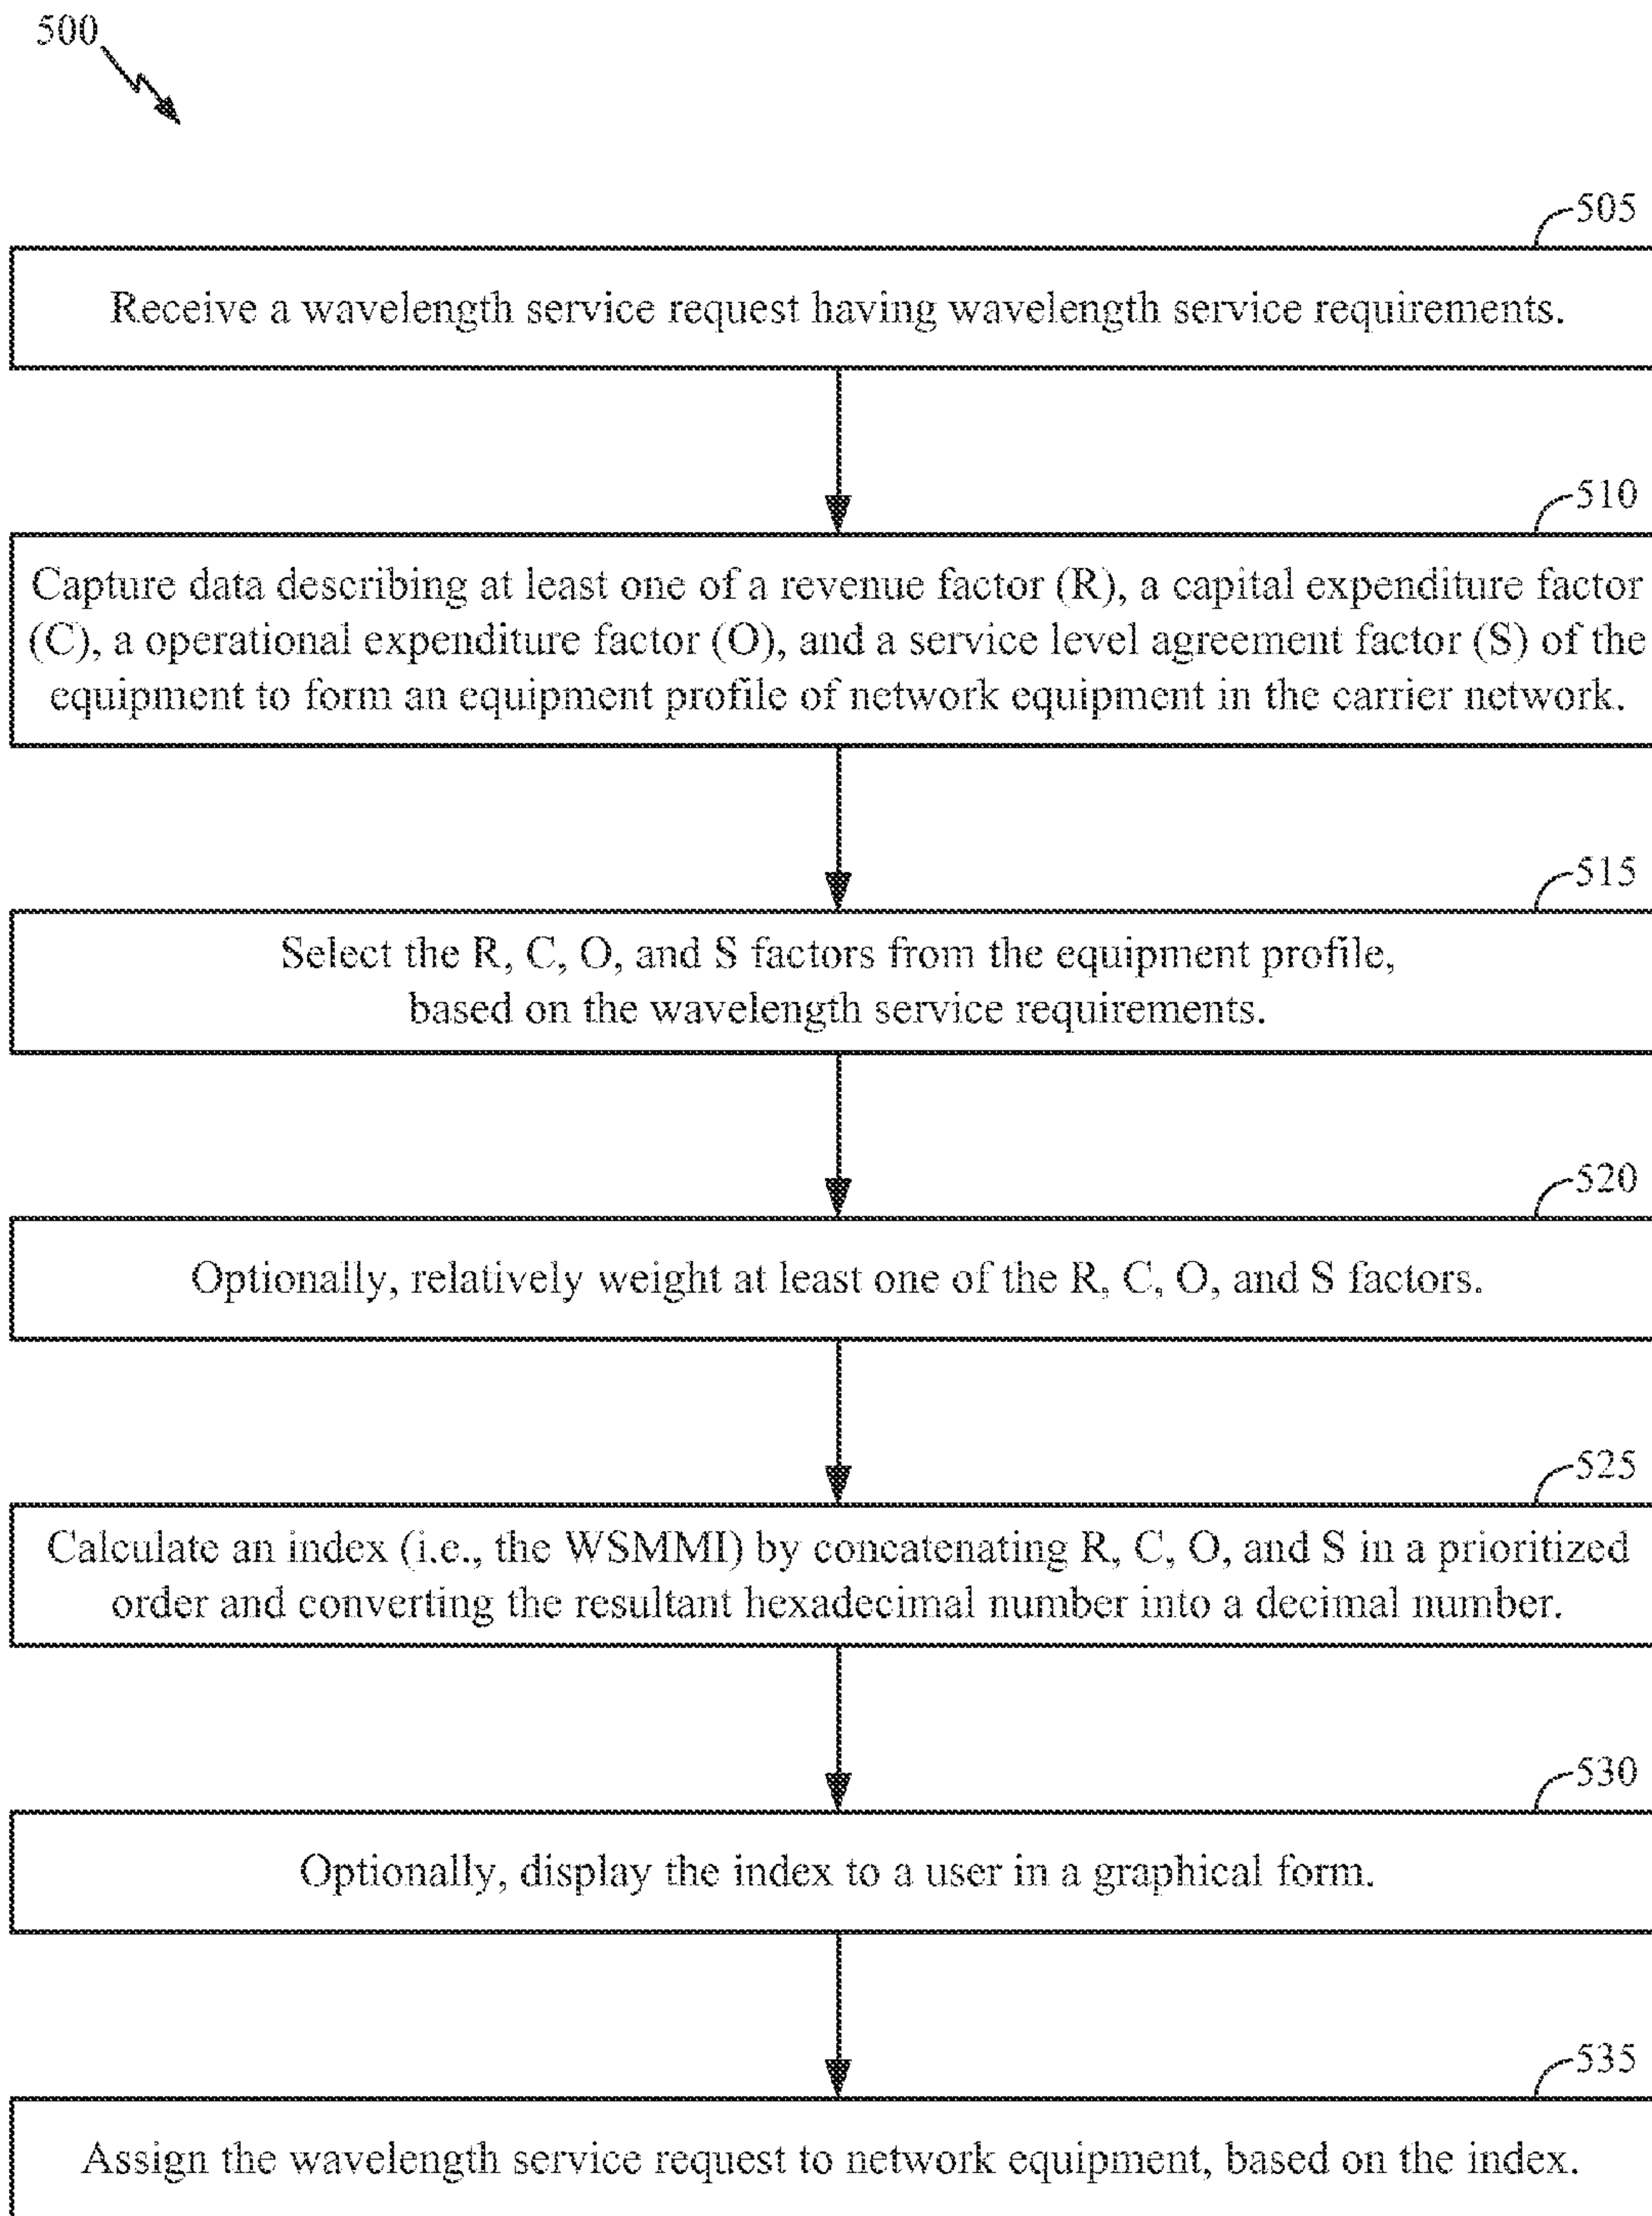 500
505
Receive a wavelength service request having wavelength service requirements.
510
Capture data describing at least one of a revenue factor (R), a capital expenditure factor
(C), a operational expenditure factor (O), and a service level agreement factor (S) of the
equipment to form an equipment profile of network equipment in the carrier network.
515
Select the R, C, O, and S factors from the equipment profile,
based on the wavelength service requirements.
520
Optionally, relatively weight at least one of the R, C, O, and S factors.
525
Calculate an index (i.e., the WSMMI) by concatenating R, C, O, and S in a prioritized
order and converting the resultant hexadecimal number into a decimal number.
530
Optionally, display the index to a user in a graphical form.
535
Assign the wavelength service request to network equipment, based on the index.